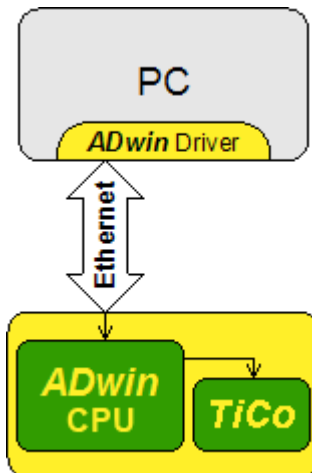 PC
ADwin Driver
Ethernet
ADwin
CPU
TiCo